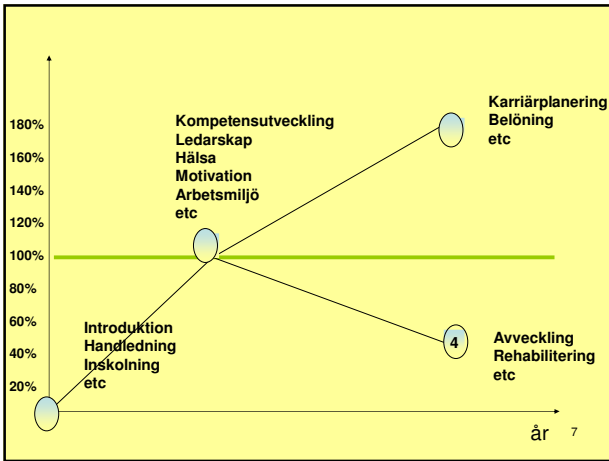 180%
160%
140%
120%
100%
80%
60%
40%
20%
Introduktion
Handledning
Inskolning
etc
Kompetensutveckling
Ledarskap
Hälsa
Motivation
Arbetsmiljö
etc
Karriärplanering
Belöning
etc
4
Avveckling
Rehabilitering
etc
år
7